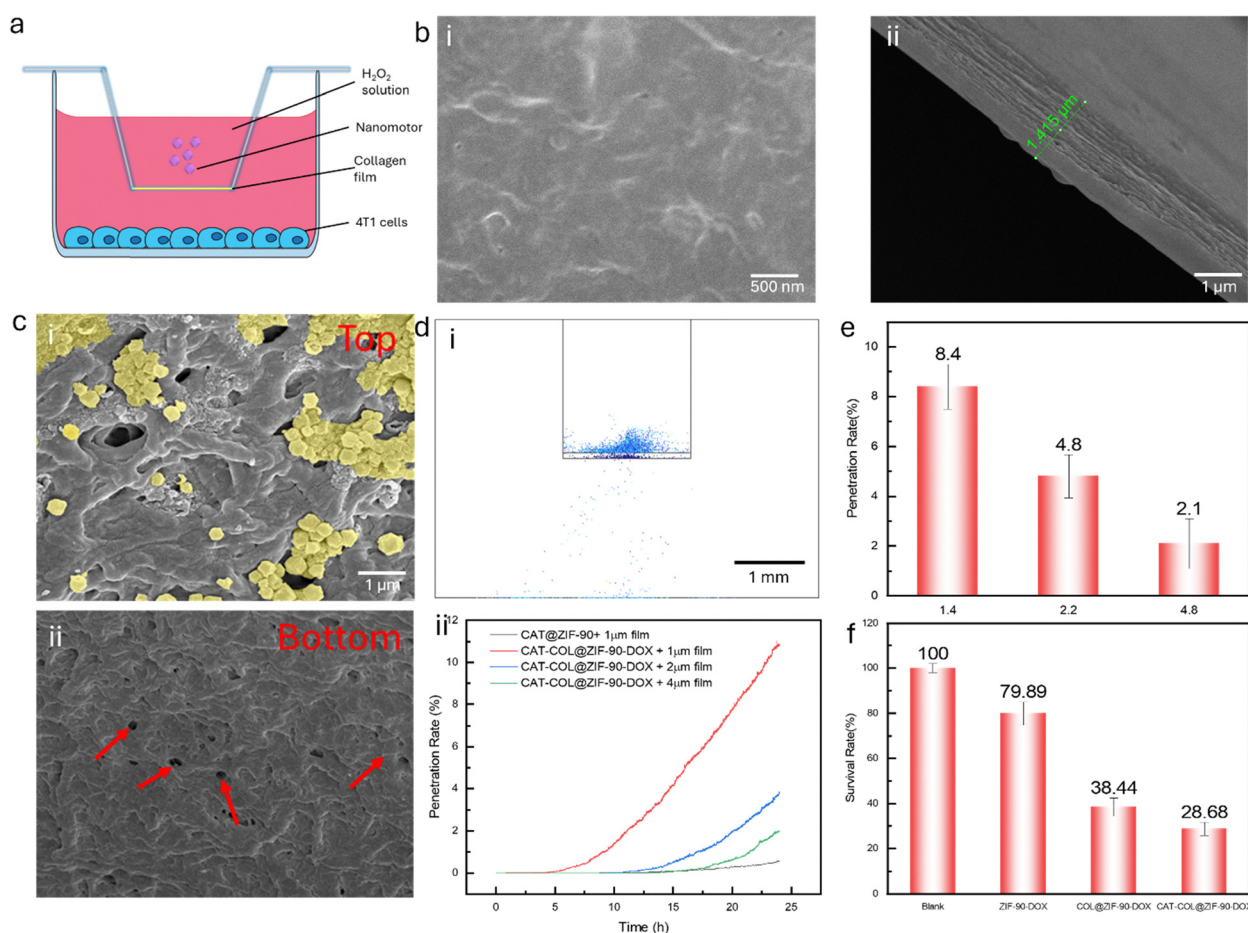 a
H₂O₂
solution
Nanomotor
Collagen
film
4T1 cells
b
i
500 nm
ii
1.415 μm
1 μm
c
i
Top
1 μm
ii
Bottom
d
i
1 mm
ii
Penetration Rate (%)
12
10
8
6
4
2
0
CAT@ZIF-90+ 1μm film
CAT-COL@ZIF-90-DOX + 1μm film
CAT-COL@ZIF-90-DOX + 2μm film
CAT-COL@ZIF-90-DOX + 4μm film
0 5 10 15 20 25
Time (h)
e
Penetration Rate(%)
10
8
6
4
2
0
8.4
4.8
2.1
1.4 2.2 4.8
f
Survival Rate(%)
120
100
80
60
40
20
0
100
79.89
38.44
28.68
Blank ZIF-90-DOX COL@ZIF-90-DOX CAT-COL@ZIF-90-DOX